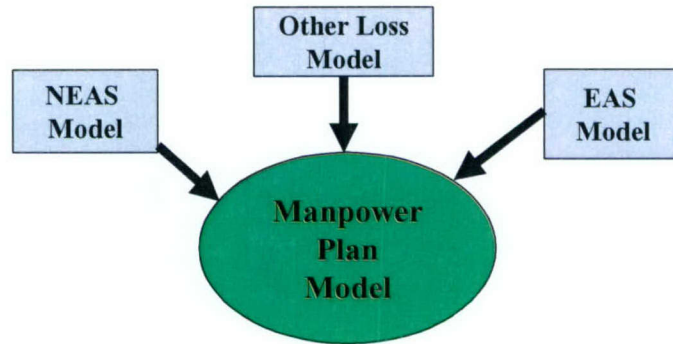 Other Loss
Model
NEAS
Model
EAS
Model
Manpower
Plan
Model